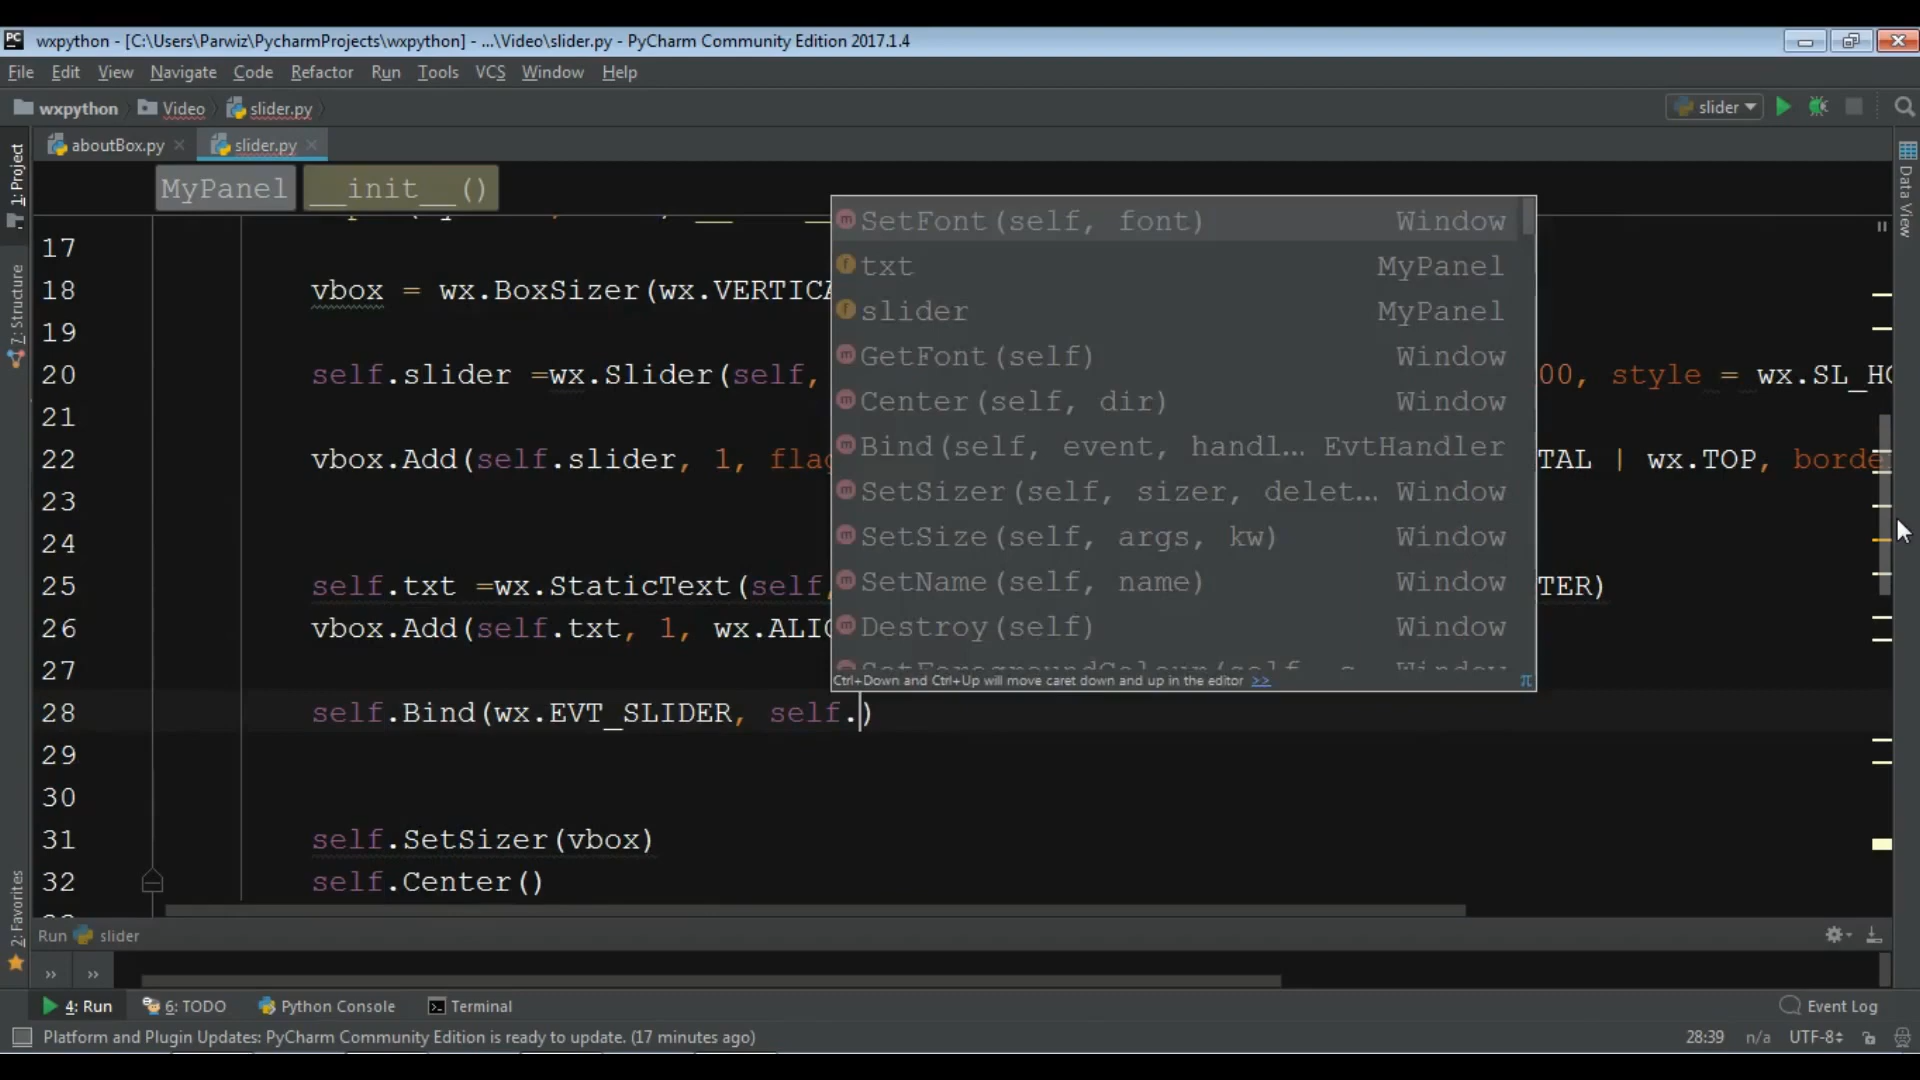 PC wxpython - [C:\Users\Parwiz\PycharmProjects\wxpython] - ...\Video\slider.py - PyCharm Community Edition 2017.1.4
File Edit View Navigate Code Refactor Run Tools VCS Window Help
wxpython Video slider.py slider
aboutBox.py slider.py
MyPanel __init__()
1: Project
7: Structure
2: Favorites
Data View
17
18 vbox = wx.BoxSizer(wx.VERTICA
19
20 self.slider =wx.Slider(self, 00, style = wx.SL_HO
21
22 vbox.Add(self.slider, 1, flag TAL | wx.TOP, borde
23
24
25 self.txt =wx.StaticText(self, TER)
26 vbox.Add(self.txt, 1, wx.ALIG
27
28 self.Bind(wx.EVT_SLIDER, self.)
29
30
31 self.SetSizer(vbox)
32 self.Center()
SetFont(self, font) Window
txt MyPanel
slider MyPanel
GetFont(self) Window
Center(self, dir) Window
Bind(self, event, handl... EvtHandler
SetSizer(self, sizer, delet... Window
SetSize(self, args, kw) Window
SetName(self, name) Window
Destroy(self) Window
Ctrl+Down and Ctrl+Up will move caret down and up in the editor >> π
Run slider
» »
4: Run 6: TODO Python Console Terminal Event Log
Platform and Plugin Updates: PyCharm Community Edition is ready to update. (17 minutes ago) 28:39 n/a UTF-8